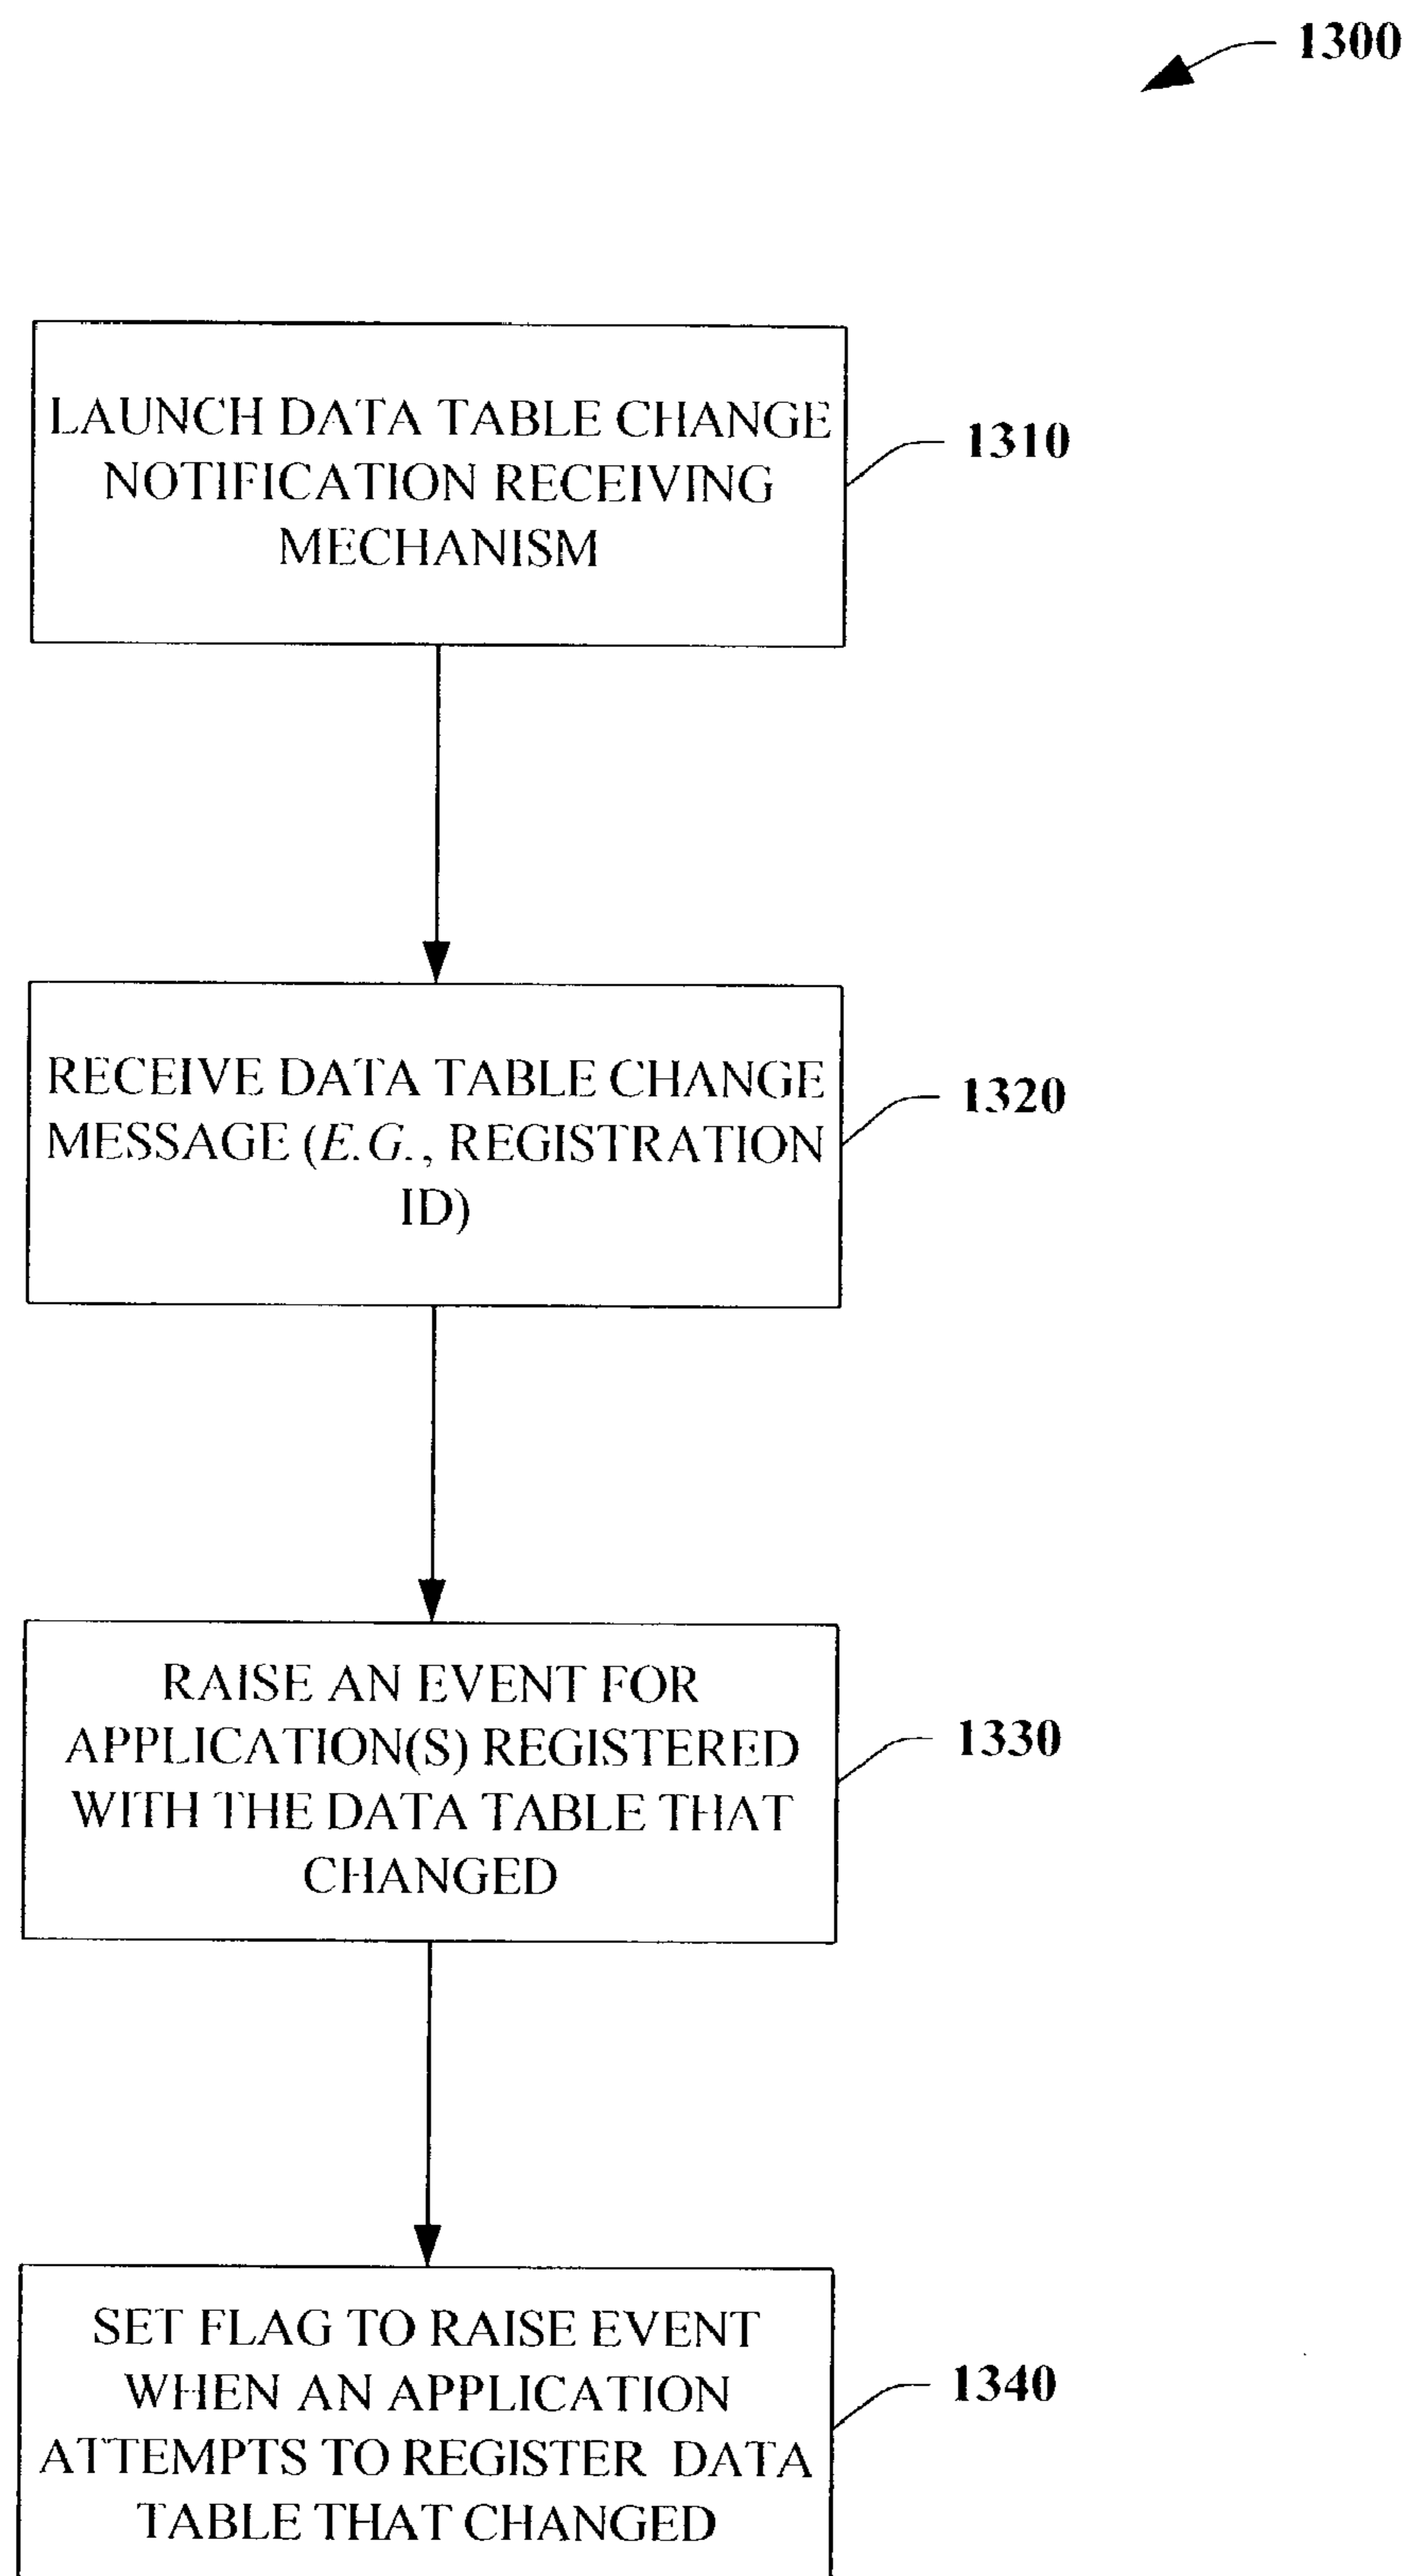 1300
LAUNCH DATA TABLE CHANGE
NOTIFICATION RECEIVING
MECHANISM
1310
RECEIVE DATA TABLE CHANGE
MESSAGE (E.G., REGISTRATION
ID)
1320
RAISE AN EVENT FOR
APPLICATION(S) REGISTERED
WITH THE DATA TABLE THAT
CHANGED
1330
SET FLAG TO RAISE EVENT
WHEN AN APPLICATION
ATTEMPTS TO REGISTER DATA
TABLE THAT CHANGED
1340